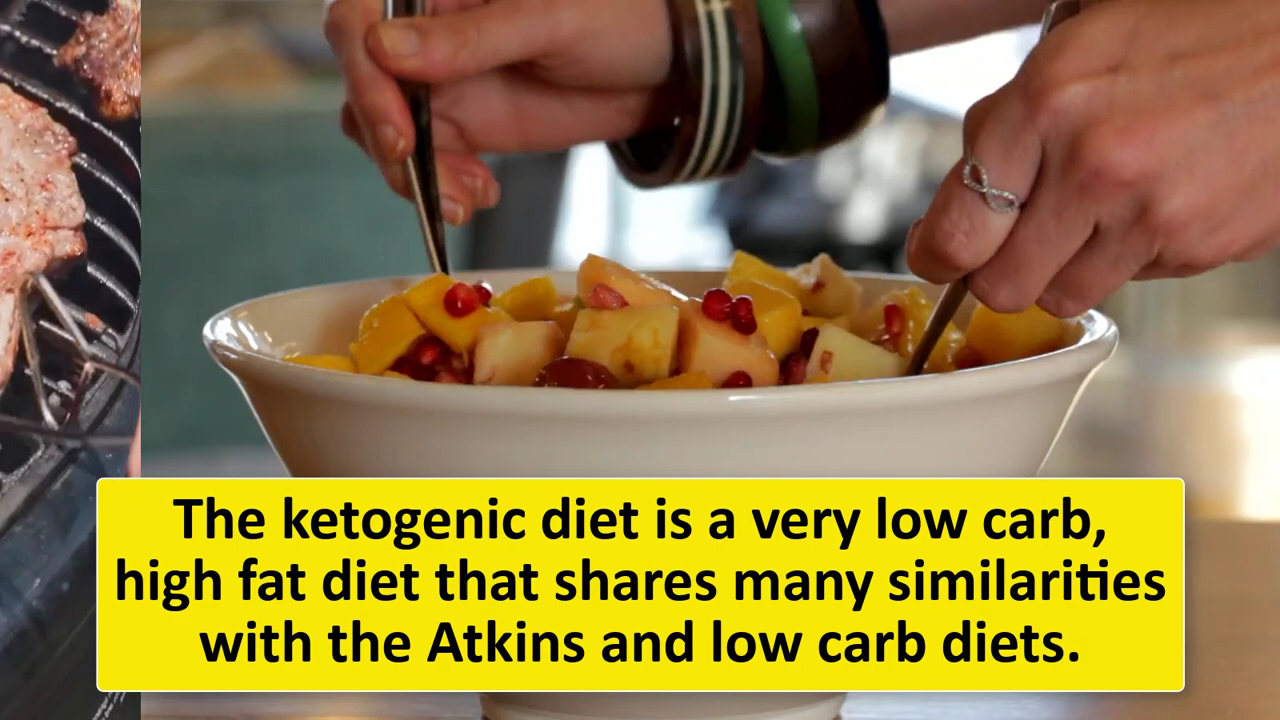 The ketogenic diet is a very low carb,
high fat diet that shares many similarities
with the Atkins and low carb diets.